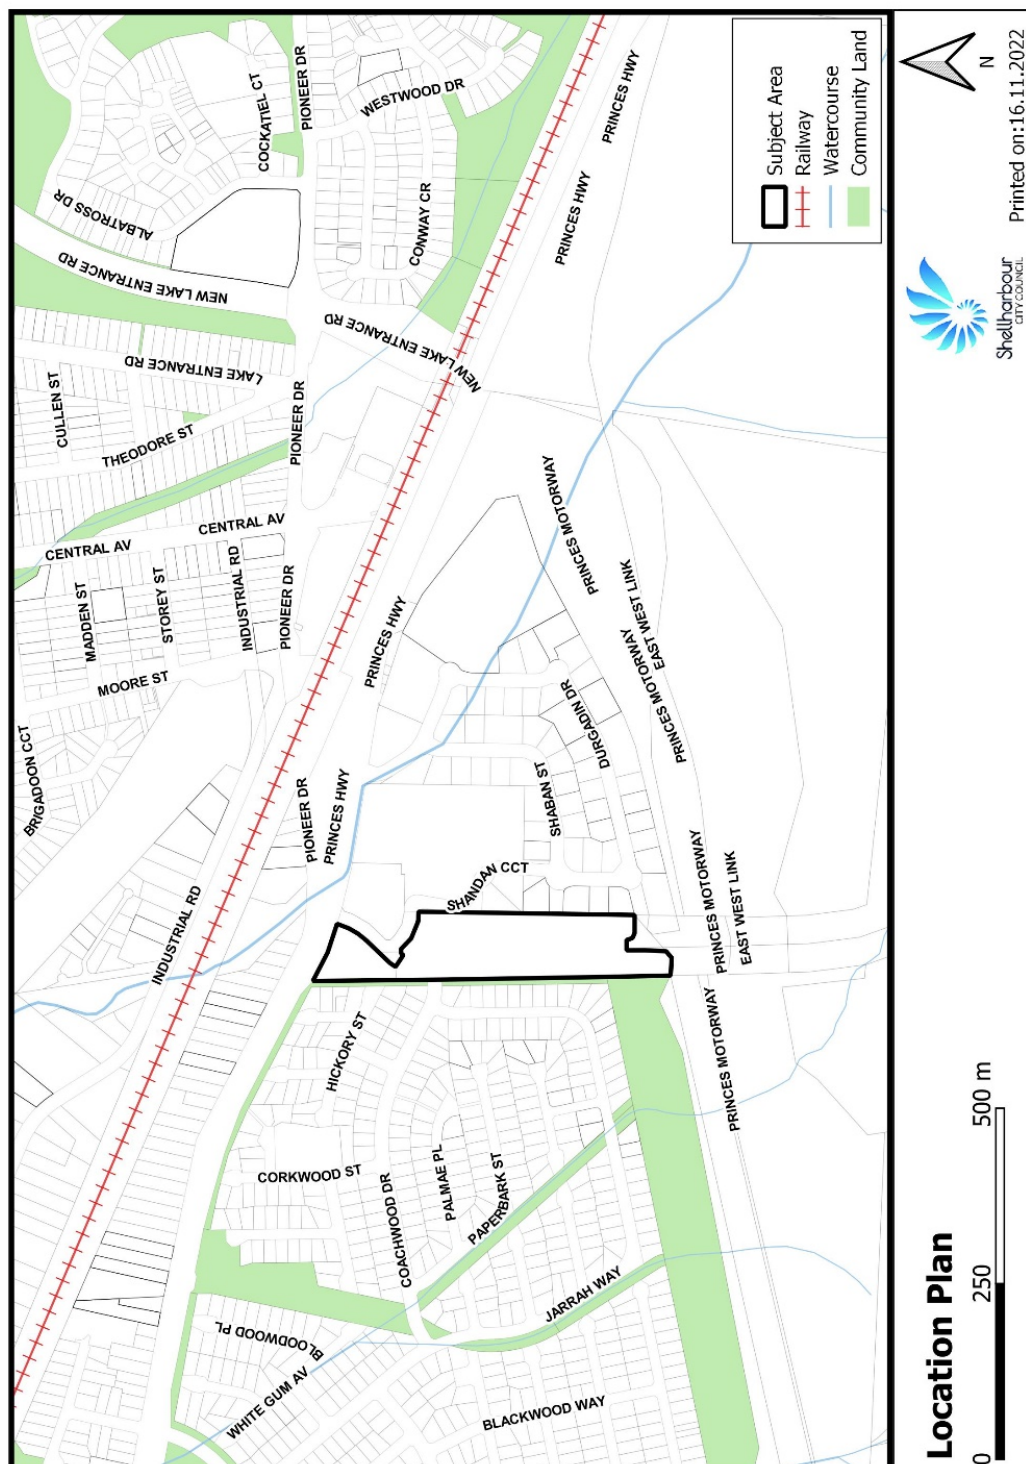 COCKATIEL CT
PIONEER DR
WESTWOOD DR
PRINCES HWY
PRINCES HWY
ALBATROSS DR
NEW LAKE ENTRANCE RD
CONWAY CR
NEW LAKE ENTRANCE RD
LAKE ENTRANCE RD
CULLEN ST
THEODORE ST
PIONEER DR
CENTRAL AV
CENTRAL AV
MADDEN ST
STOREY ST
INDUSTRIAL RD
PIONEER DR
MOORE ST
PRINCES HWY
PRINCES MOTORWAY
EAST WEST LINK
PRINCES MOTORWAY
DURGADIN DR
SHABAN ST
BRIGADOON CCT
PIONEER DR
PRINCES HWY
INDUSTRIAL RD
SHANDAN CCT
PRINCES MOTORWAY
EAST WEST LINK
PRINCES MOTORWAY
HICKORY ST
CORKWOOD ST
COACHWOOD DR
PALMAE PL
PAPERBARK ST
JARRAH WAY
BLOODWOOD PL
WHITE GUM AV
BLACKWOOD WAY
Subject Area
Railway
Watercourse
Community Land
N
Printed on:16.11.2022
Shellharbour
CITY COUNCIL
Location Plan
0 250 500 m